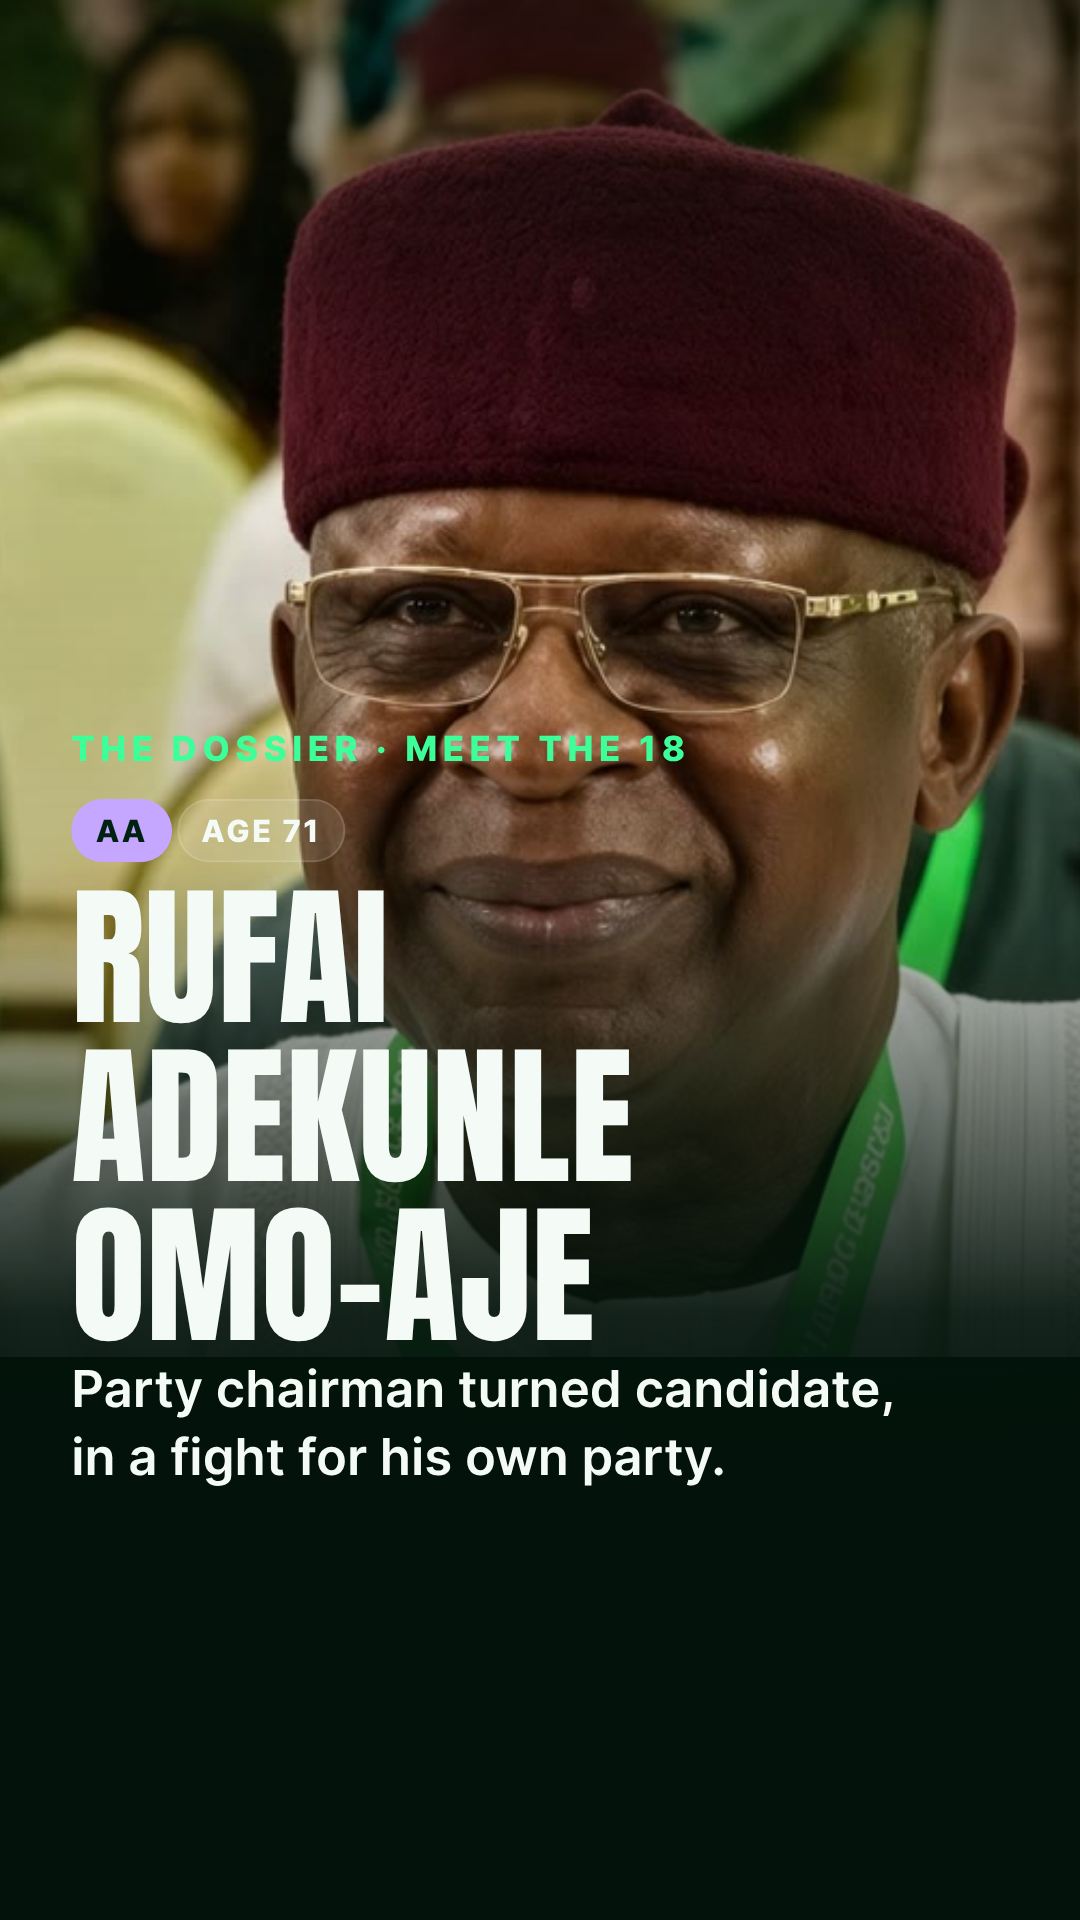 THE DOSSIER · MEET THE 18
AA AGE 71
RUFAI
ADEKUNLE
OMO-AJE
Party chairman turned candidate,
in a fight for his own party.